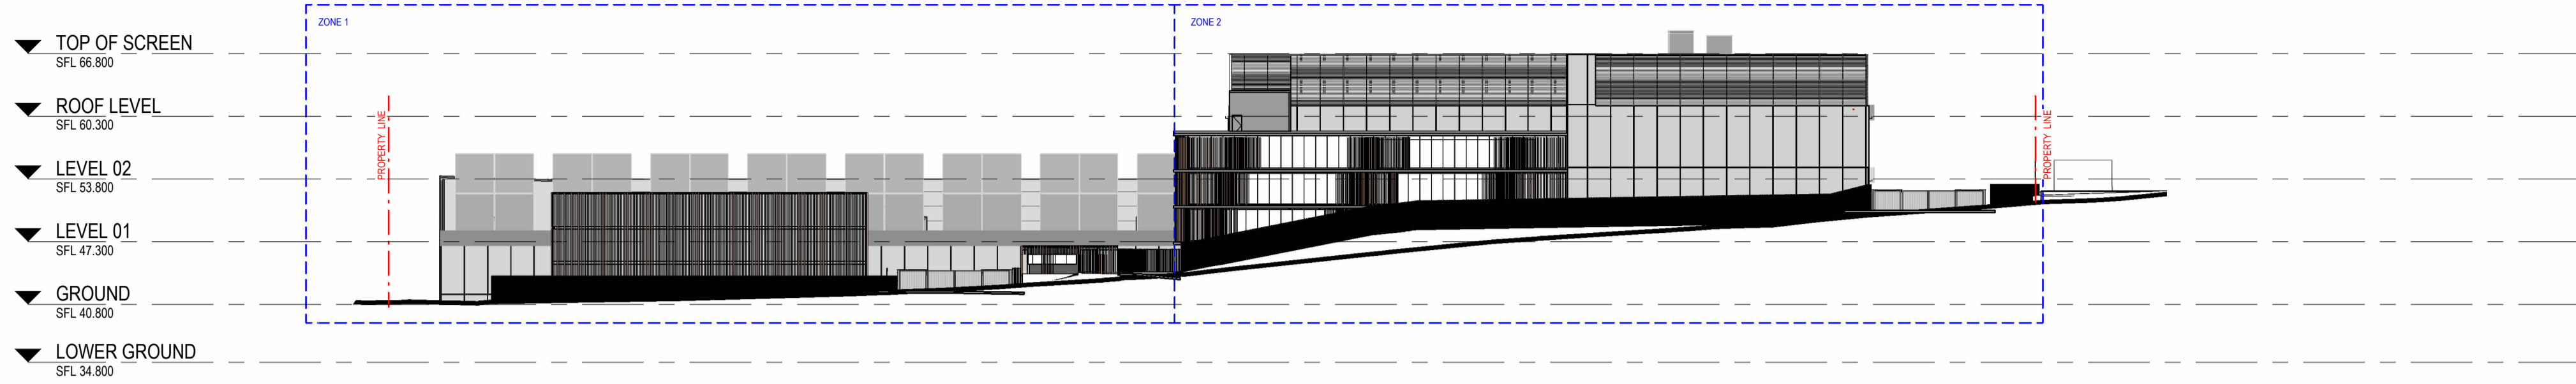 ZONE 1
ZONE 2
TOP OF SCREEN
SFL 66.800
ROOF LEVEL
SFL 60.300
PROPERTY LINE
PROPERTY LINE
LEVEL 02
SFL 53.800
LEVEL 01
SFL 47.300
GROUND
SFL 40.800
LOWER GROUND
SFL 34.800